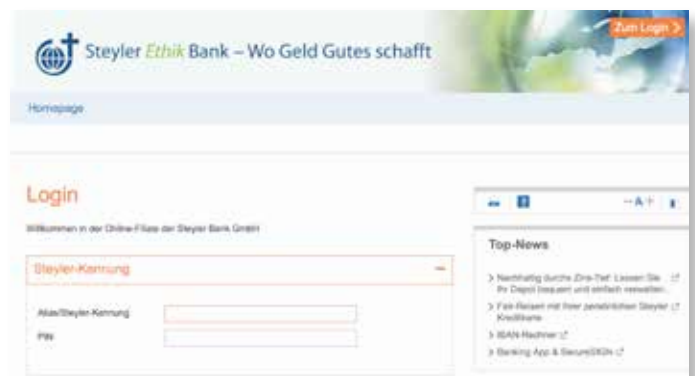 Zum Login >
Steyler Ethik Bank – Wo Geld Gutes schafft
Homepage
Login
Willkommen in der Online-Filiale der Steyler Bank GmbH
Steyler-Kennung
Alias/Steyler-Kennung
PIN
A
Top-News
> Nachhaltig durchs Zins-Tief: Lassen Sie
Ihr Depot bequem und einfach verwalten.
> Fair-Reisen mit Ihrer persönlichen Steyler
Kreditkarte
> IBAN-Rechner
> Banking App & SecureSIGN